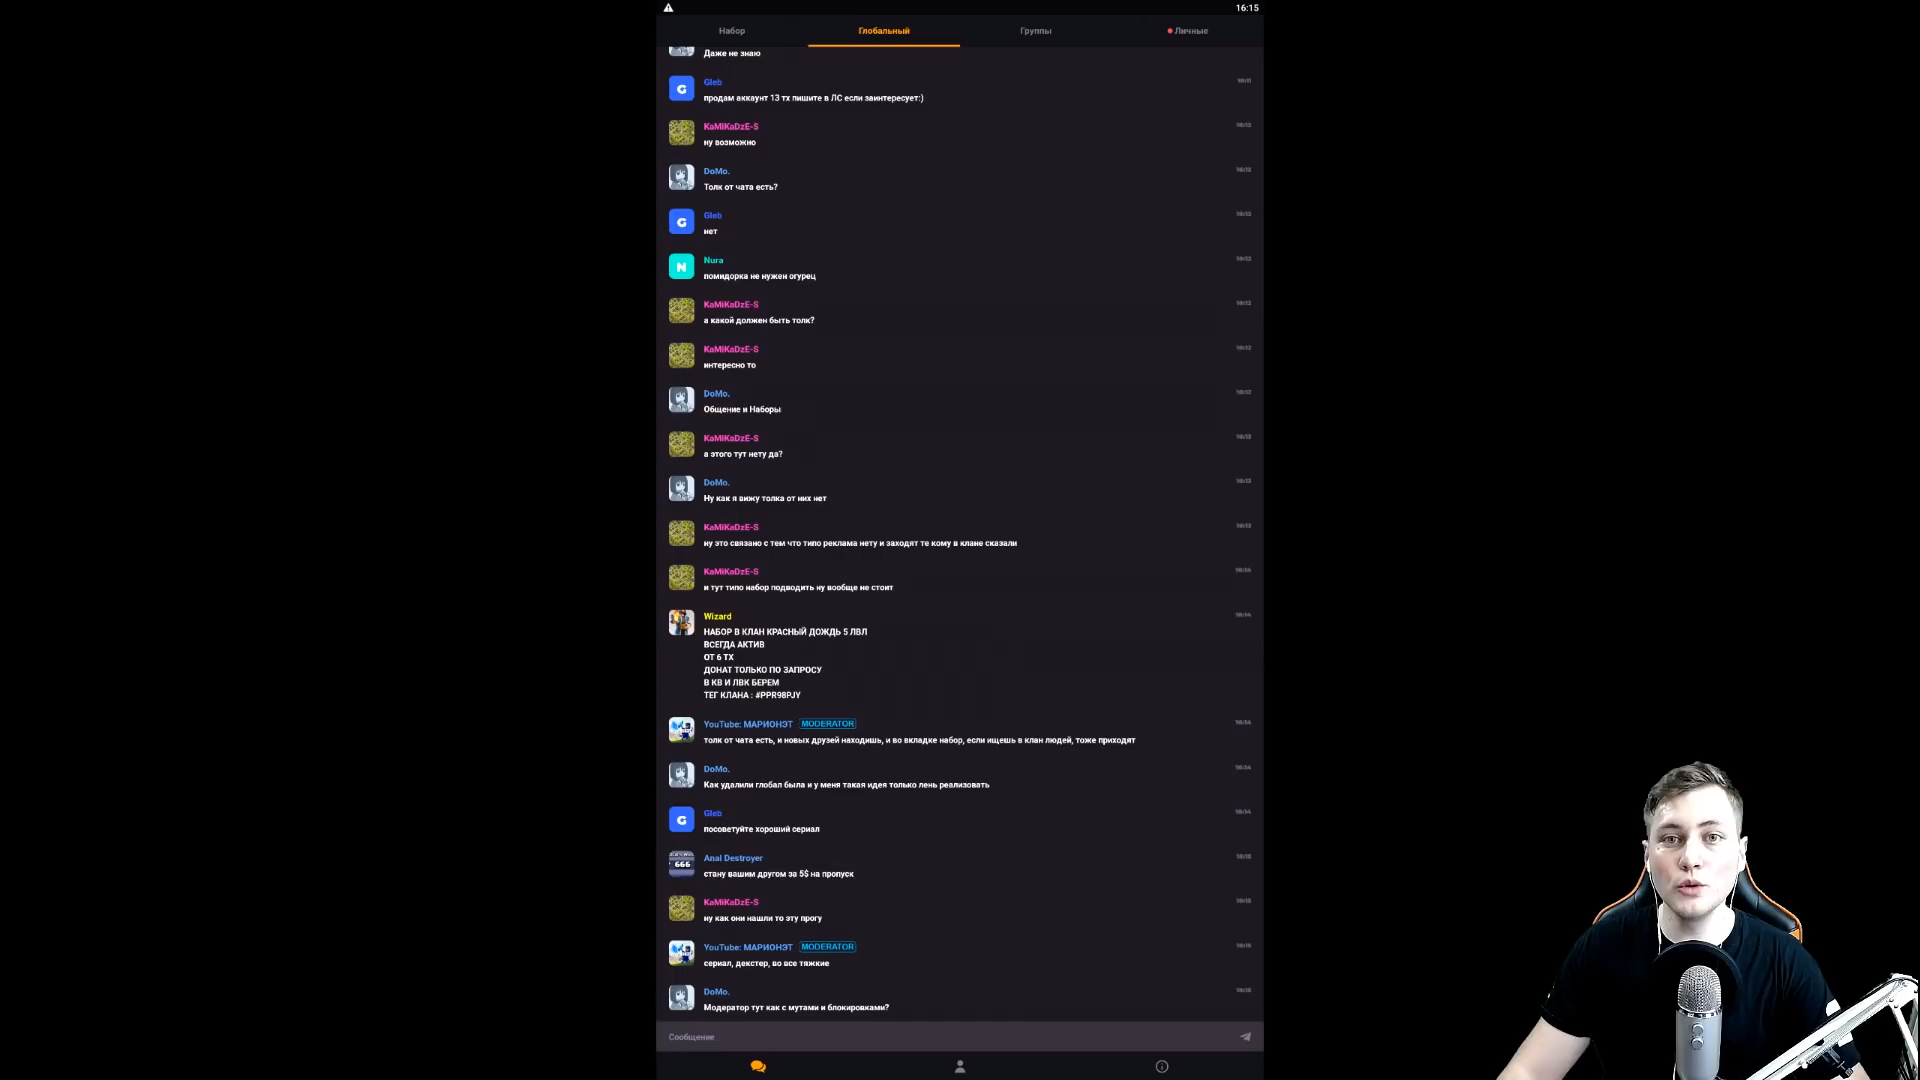 16:15
Набор
Глобальный
Группы
Личные
Даже не знаю
Gleb
продам аккаунт 13 тх пишите в ЛС если заинтересует:)
KaMiKaDzE-S
ну возможно
DoMo.
Толк от чата есть?
G
Gleb
нет
N
Nura
помидорка не нужен огурец
KaMiKaDzE-S
а какой должен быть толк?
KaMiKaDzE-S
интересно то
DoMo.
Общение и Наборы
KaMiKaDzE-S
а этого тут нету да?
DoMo.
Ну как я вижу толка от них нет
KaMiKaDzE-S
ну это связано с тем что типо реклама нету и заходят те кому в клане сказали
KaMiKaDzE-S
и тут типо набор подводить ну вообще не стоит
Wizard
НАБОР В КЛАН КРАСНЫЙ ДОЖДЬ 5 ЛВЛ
ВСЕГДА АКТИВ
ОТ 6 ТХ
ДОНАТ ТОЛЬКО ПО ЗАПРОСУ
В КВ И ЛВК БЕРЕМ
ТЕГ КЛАНА : #PPR98PJY
YouTube: МАРИОНЭТ MODERATOR
толк от чата есть, и новых друзей находишь, и во вкладке набор, если ищешь в клан людей, тоже приходят
DoMo.
Как удалили глобал была и у меня такая идея только лень реализовать
G
Gleb
посоветуйте хороший сериал
666
Anal Destroyer
стану вашим другом за 5$ на пропуск
KaMiKaDzE-S
ну как они нашли то эту прогу
YouTube: МАРИОНЭТ MODERATOR
сериал, декстер, во все тяжкие
DoMo.
Модератор тут как с мутами и блокировками?
Сообщение